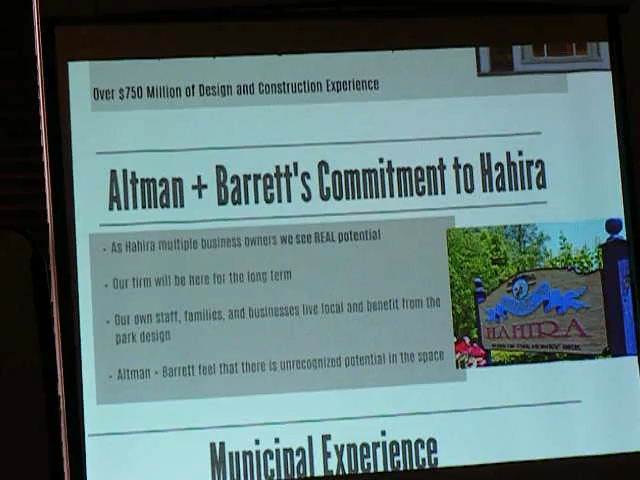 Over $750 Million of Design and Construction Experience
Altman + Barrett's Commitment to Hahira
• As Hahira multiple business owners we see REAL potential
• Our firm will be here for the long term
• Our own staff, families, and businesses live local and benefit from the
park design
• Altman + Barrett feel that there is unrecognized potential in the space
HAHIRA
Municipal Experience